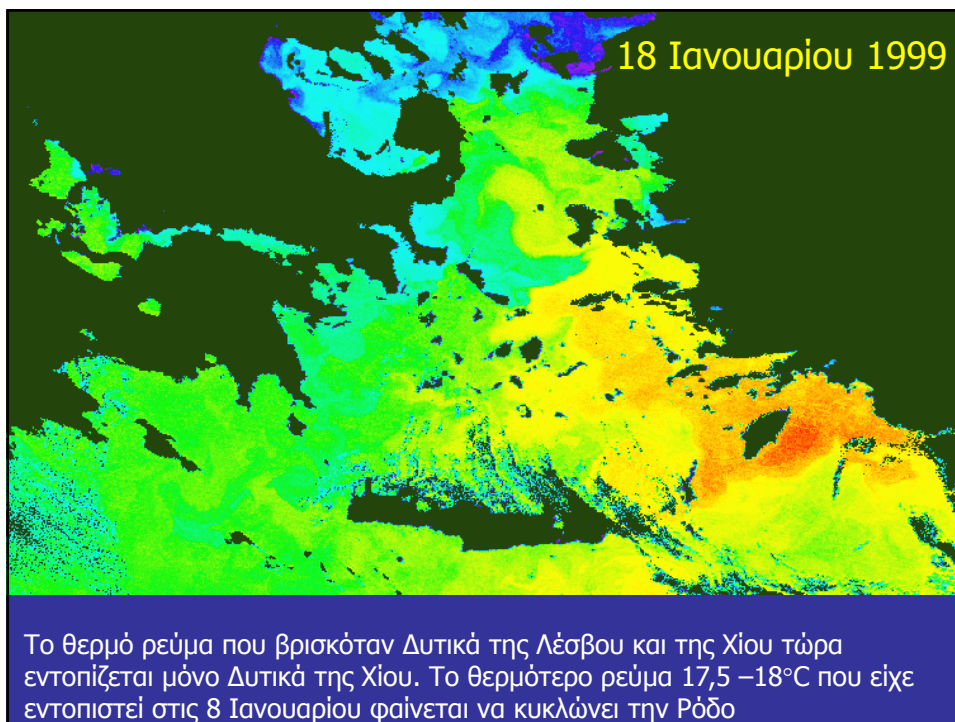 18 Ιανουαρίου 1999
Το θερμό ρεύμα που βρισκόταν Δυτικά της Λέσβου και της Χίου τώρα
εντοπίζεται μόνο Δυτικά της Χίου. Το θερμότερο ρεύμα 17,5 –18°C που είχε
εντοπιστεί στις 8 Ιανουαρίου φαίνεται να κυκλώνει την Ρόδο